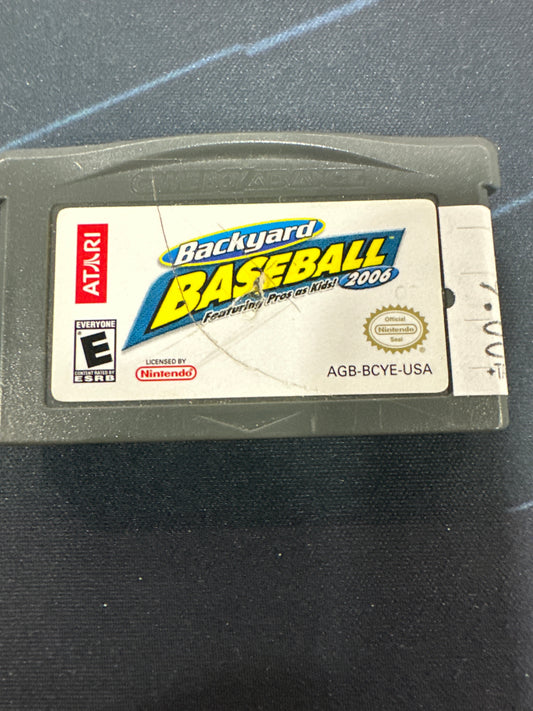 GAME BOY ADVANCE
ATARI
Backyard
BASEBALL™
2006
Featuring Pros as Kids!
EVERYONE
E
CONTENT RATED BY
ESRB
LICENSED BY
Nintendo
Official
Nintendo
Seal
AGB-BCYE-USA